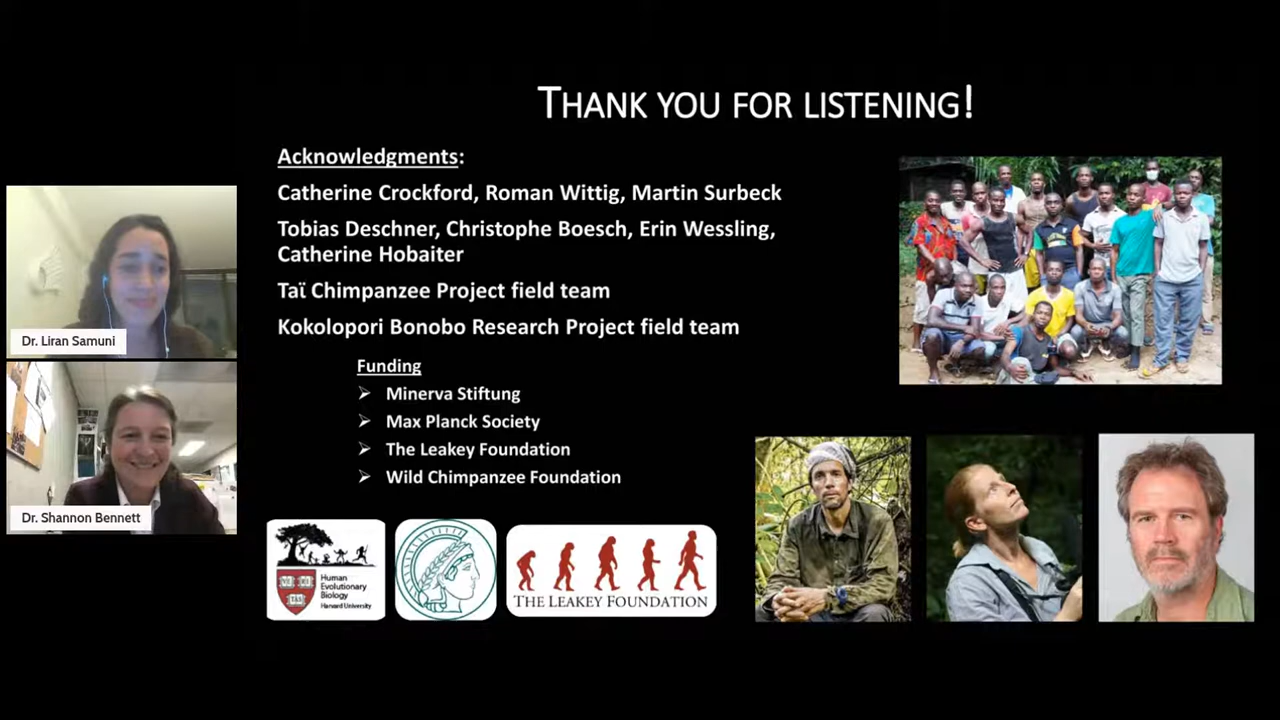 THANK YOU FOR LISTENING!
Acknowledgments:
Catherine Crockford, Roman Wittig, Martin Surbeck
Tobias Deschner, Christophe Boesch, Erin Wessling,
Catherine Hobaiter
Taï Chimpanzee Project field team
Kokolopori Bonobo Research Project field team
Funding
Minerva Stiftung
Max Planck Society
The Leakey Foundation
Wild Chimpanzee Foundation
Dr. Liran Samuni
Dr. Shannon Bennett
Human
Evolutionary
Biology
Harvard University
THE LEAKEY FOUNDATION